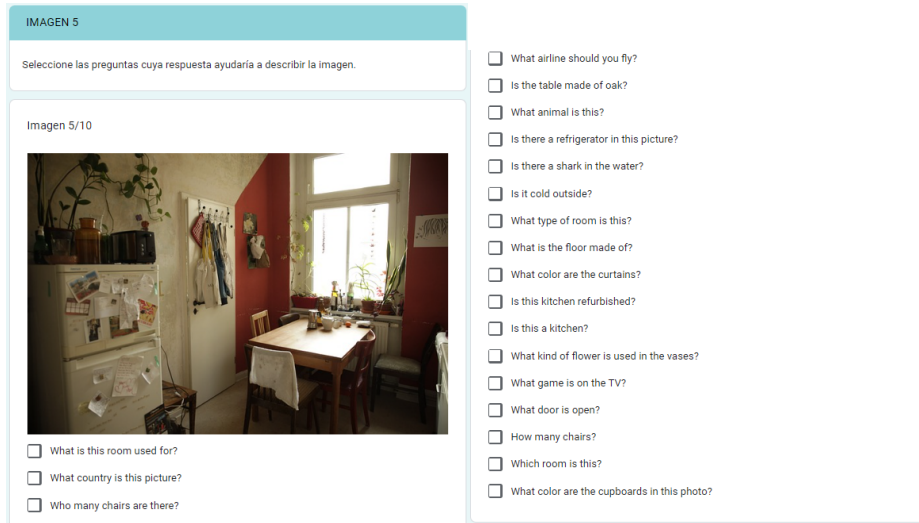 IMAGEN 5
Seleccione las preguntas cuya respuesta ayudaría a describir la imagen.
Imagen 5/10
What is this room used for?
What country is this picture?
Who many chairs are there?
What airline should you fly?
Is the table made of oak?
What animal is this?
Is there a refrigerator in this picture?
Is there a shark in the water?
Is it cold outside?
What type of room is this?
What is the floor made of?
What color are the curtains?
Is this kitchen refurbished?
Is this a kitchen?
What kind of flower is used in the vases?
What game is on the TV?
What door is open?
How many chairs?
Which room is this?
What color are the cupboards in this photo?